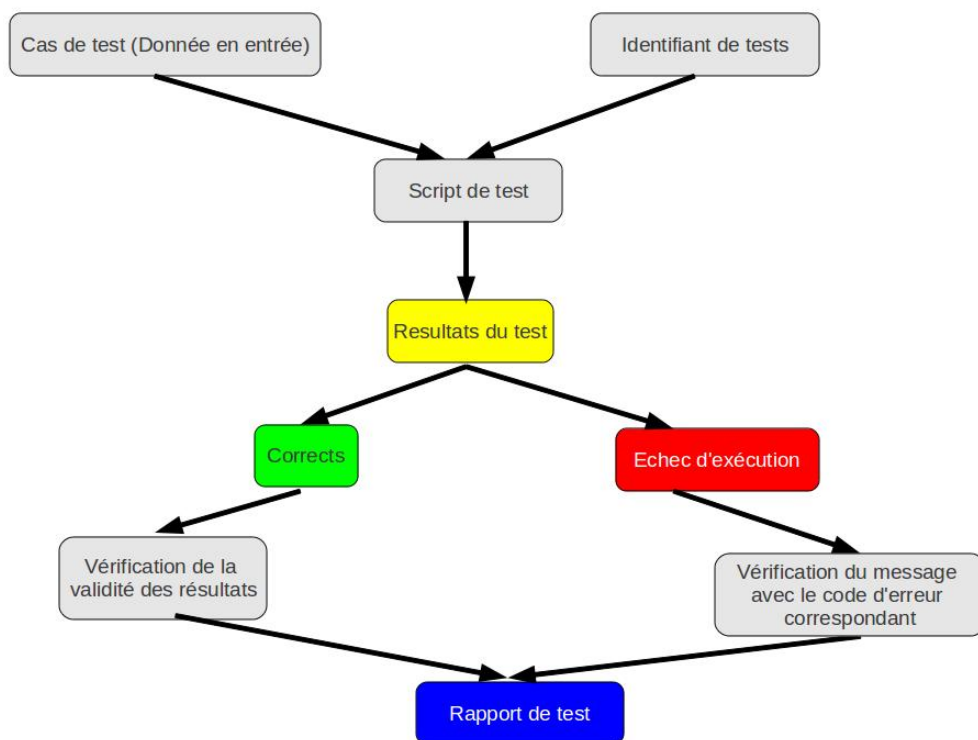 Cas de test (Donnée en entrée)
Identifiant de tests
Script de test
Resultats du test
Corrects
Echec d'exécution
Vérification de la
validité des résultats
Vérification du message
avec le code d'erreur
correspondant
Rapport de test